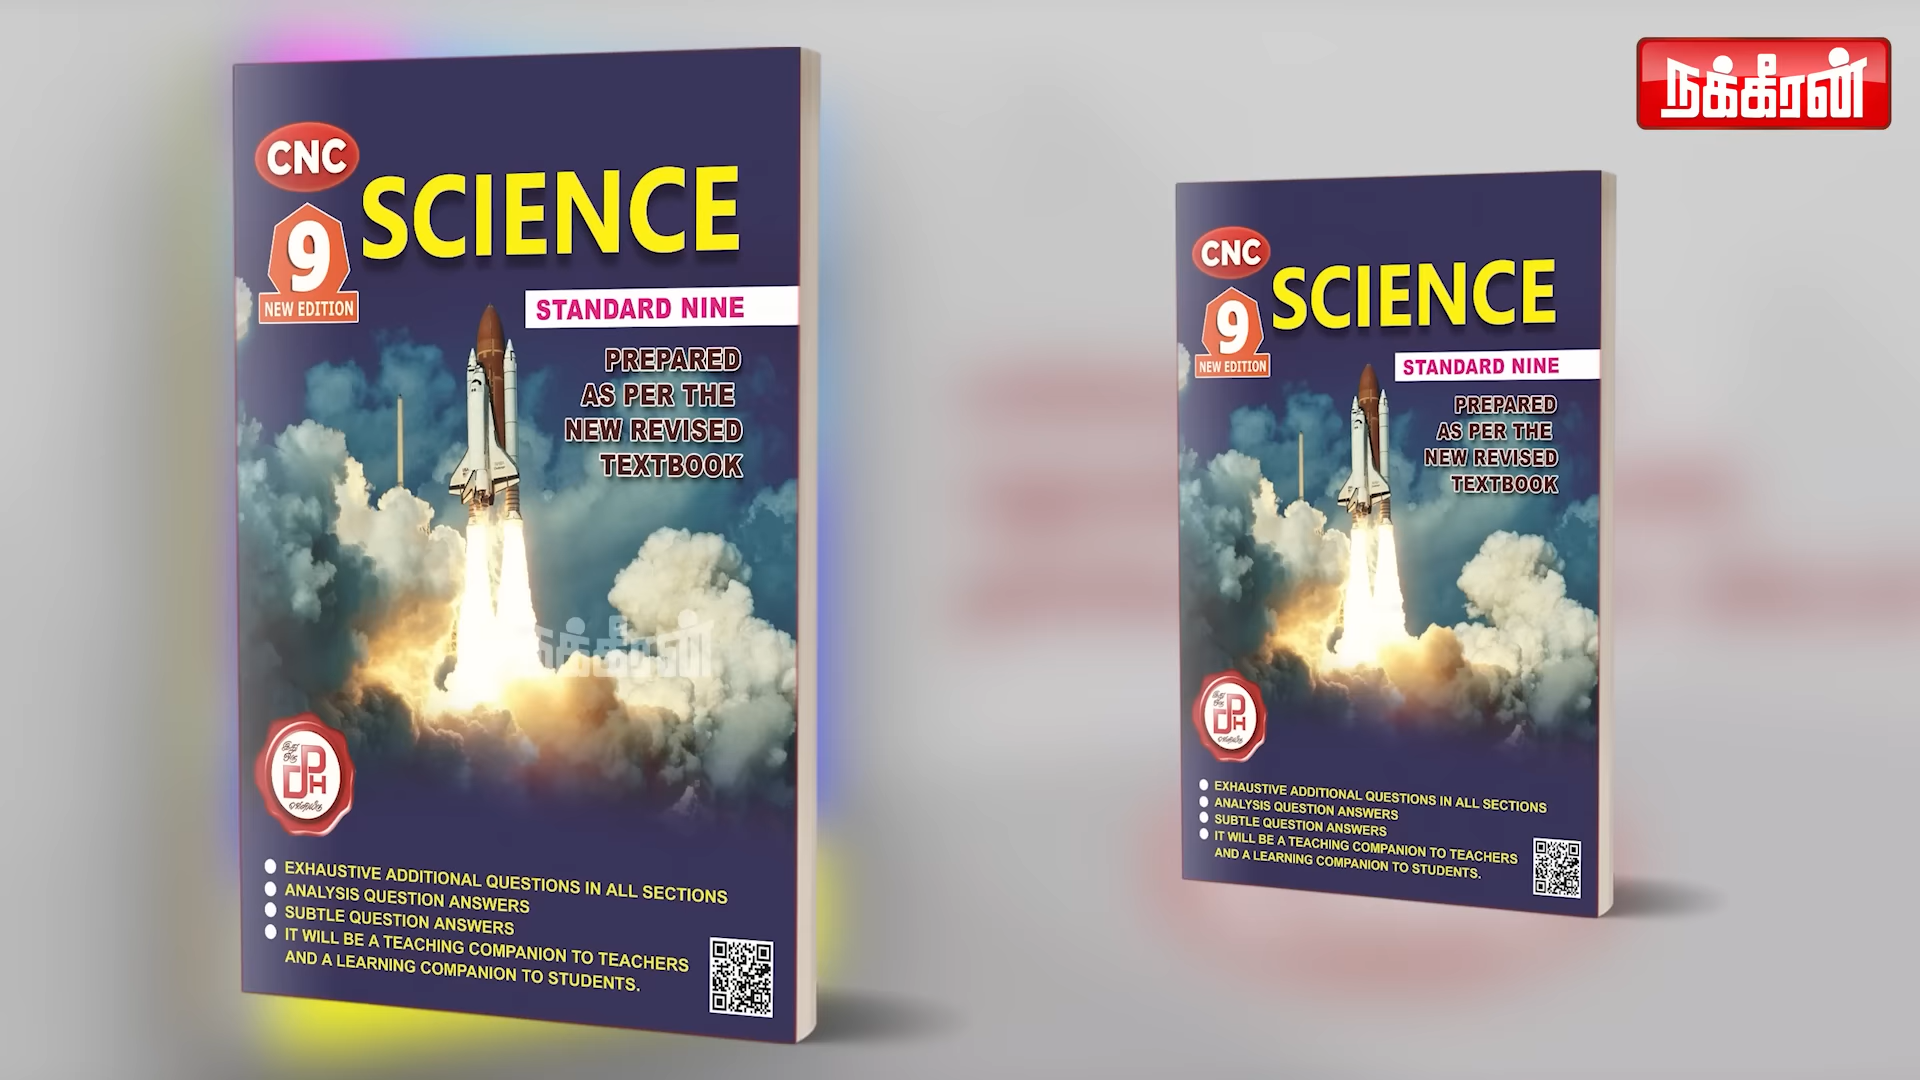 நக்கீரன்
CNC
SCIENCE
9
NEW EDITION
STANDARD NINE
PREPARED
AS PER THE
NEW REVISED
TEXTBOOK
நக்கீரன்
DPH
EXHAUSTIVE ADDITIONAL QUESTIONS IN ALL SECTIONS
ANALYSIS QUESTION ANSWERS
SUBTLE QUESTION ANSWERS
IT WILL BE A TEACHING COMPANION TO TEACHERS
AND A LEARNING COMPANION TO STUDENTS.
CNC
SCIENCE
9
NEW EDITION
STANDARD NINE
PREPARED
AS PER THE
NEW REVISED
TEXTBOOK
DPH
EXHAUSTIVE ADDITIONAL QUESTIONS IN ALL SECTIONS
ANALYSIS QUESTION ANSWERS
SUBTLE QUESTION ANSWERS
IT WILL BE A TEACHING COMPANION TO TEACHERS
AND A LEARNING COMPANION TO STUDENTS.